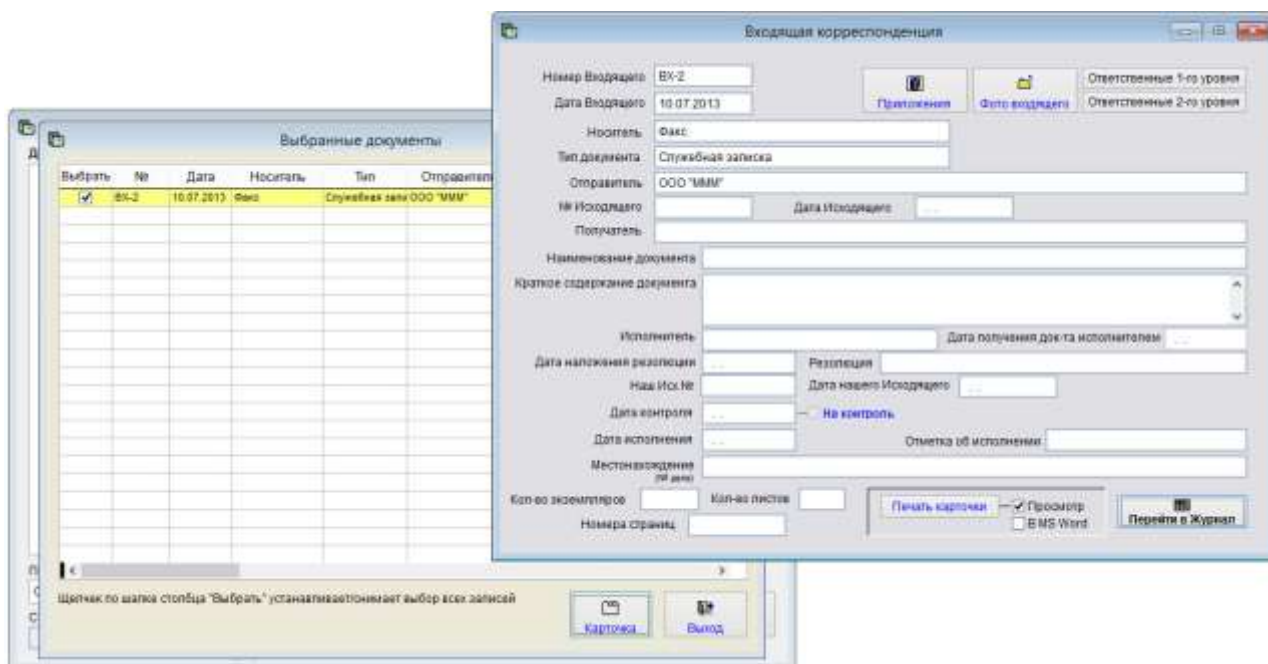 Входящая корреспонденция
Номер Входящего ВХ-2
Дата Входящего 10.07.2013
Приложения
Фото входящего
Ответственные 1-го уровня
Ответственные 2-го уровня
Носитель Факс
Тип документа Служебная записка
Отправитель ООО "МММ"
№ Исходящего Дата Исходящего
Получатель
Наименование документа
Краткое содержание документа
Исполнитель Дата получения док-та исполнителем
Дата наложения резолюции Резолюция
Наш Исх.№ Дата нашего Исходящего
Дата контроля На контроль
Дата исполнения Отметка об исполнении
Местонахождение
(№ дела)
Кол-во экземпляров Кол-во листов
Номера страниц
Печать карточки Просмотр
В MS Word
Перейти в Журнал
Выбранные документы
Выбрать № Дата Носитель Тип Отправитель
ВХ-2 10.07.2013 Факс Служебная запи ООО "МММ"
Щелчек по шапке столбца "Выбрать" устанавливает/снимает выбор всех записей
Карточка
Выход